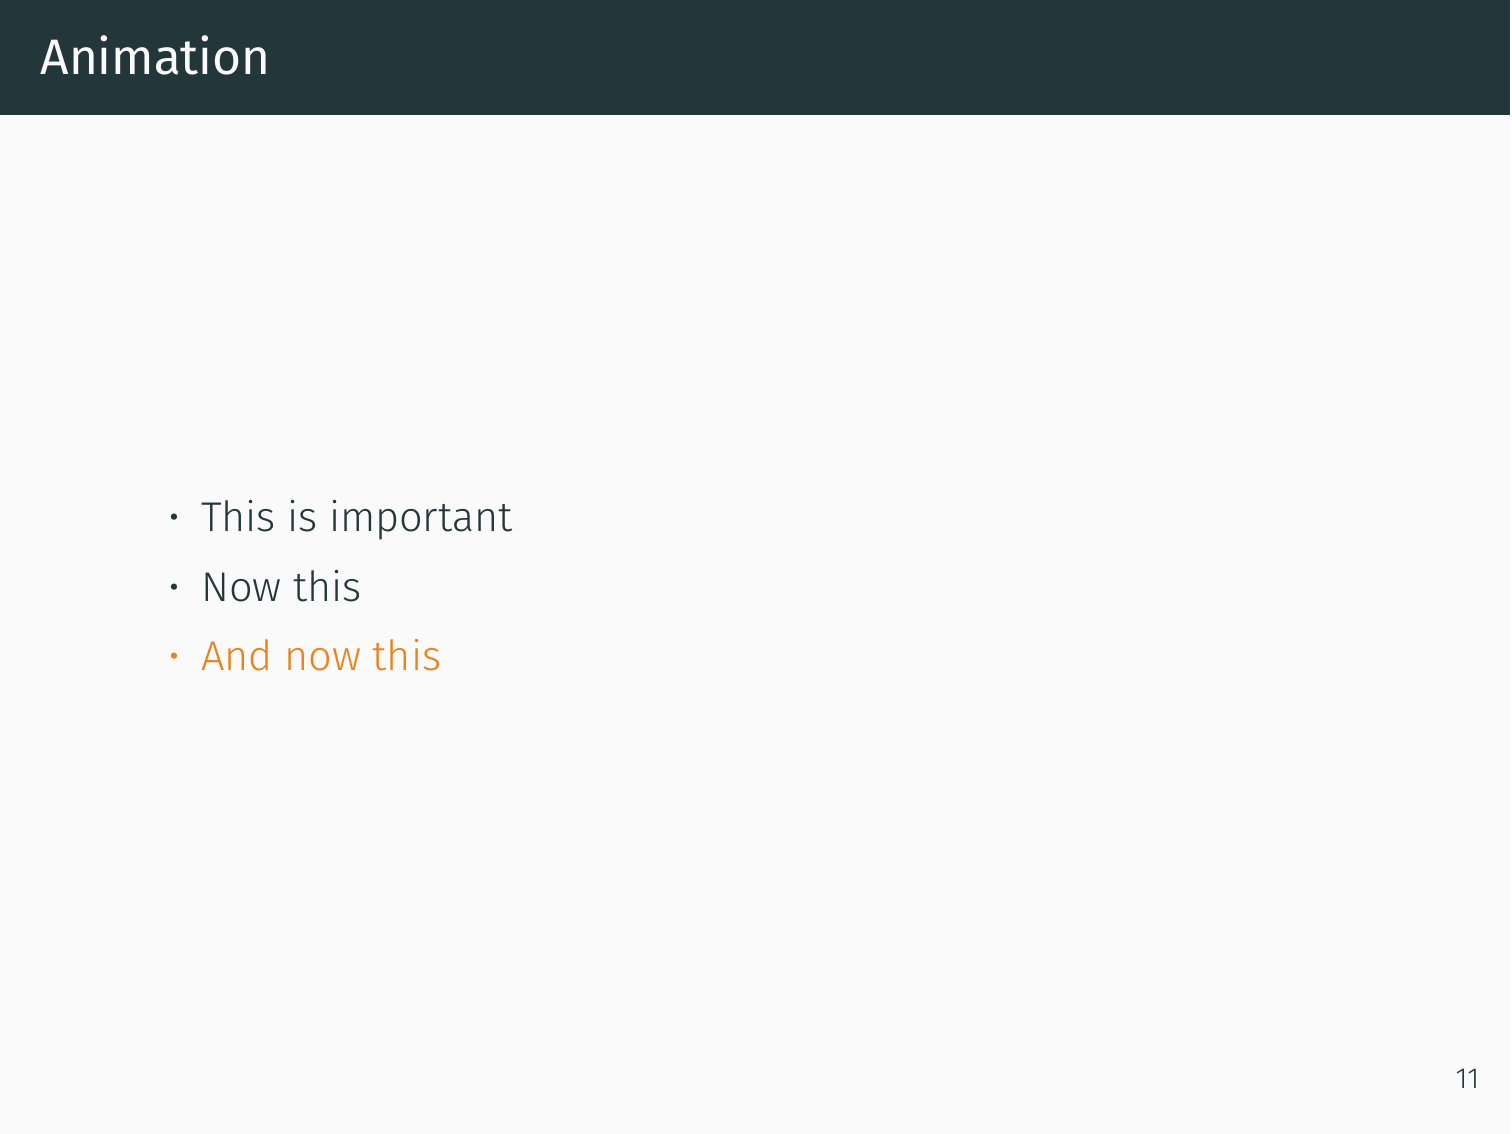 Animation
• This is important
• Now this
• And now this
11